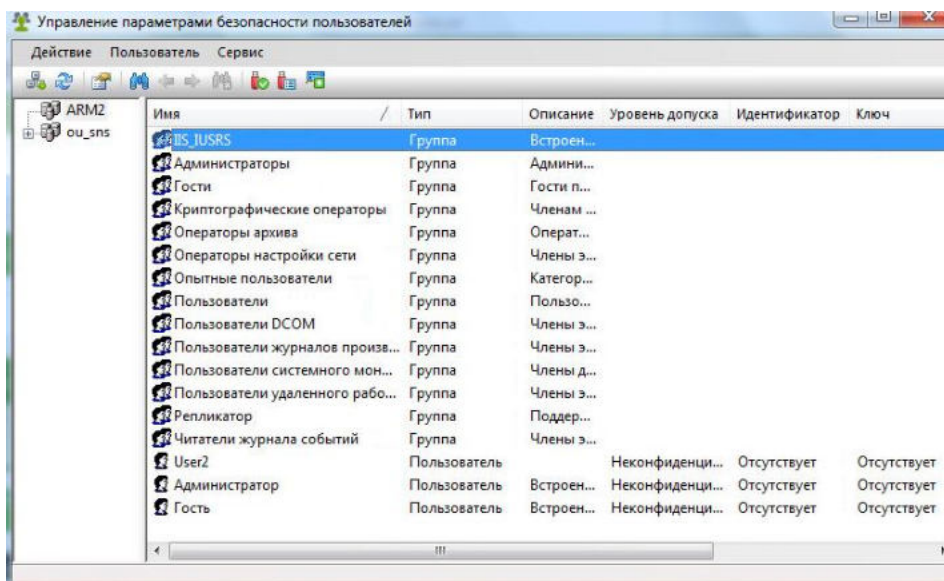 Управление параметрами безопасности пользователей
Действие Пользователь Сервис
ARM2
ou_sns
Имя Тип Описание Уровень допуска Идентификатор Ключ
IIS_IUSRS Группа Встроен...
Администраторы Группа Админи...
Гости Группа Гости п...
Криптографические операторы Группа Членам ...
Операторы архива Группа Операт...
Операторы настройки сети Группа Члены э...
Опытные пользователи Группа Категор...
Пользователи Группа Пользо...
Пользователи DCOM Группа Члены э...
Пользователи журналов произв... Группа Члены э...
Пользователи системного мон... Группа Члены д...
Пользователи удаленного рабо... Группа Члены э...
Репликатор Группа Поддер...
Читатели журнала событий Группа Члены э...
User2 Пользователь Неконфиденци... Отсутствует Отсутствует
Администратор Пользователь Встроен... Неконфиденци... Отсутствует Отсутствует
Гость Пользователь Встроен... Неконфиденци... Отсутствует Отсутствует